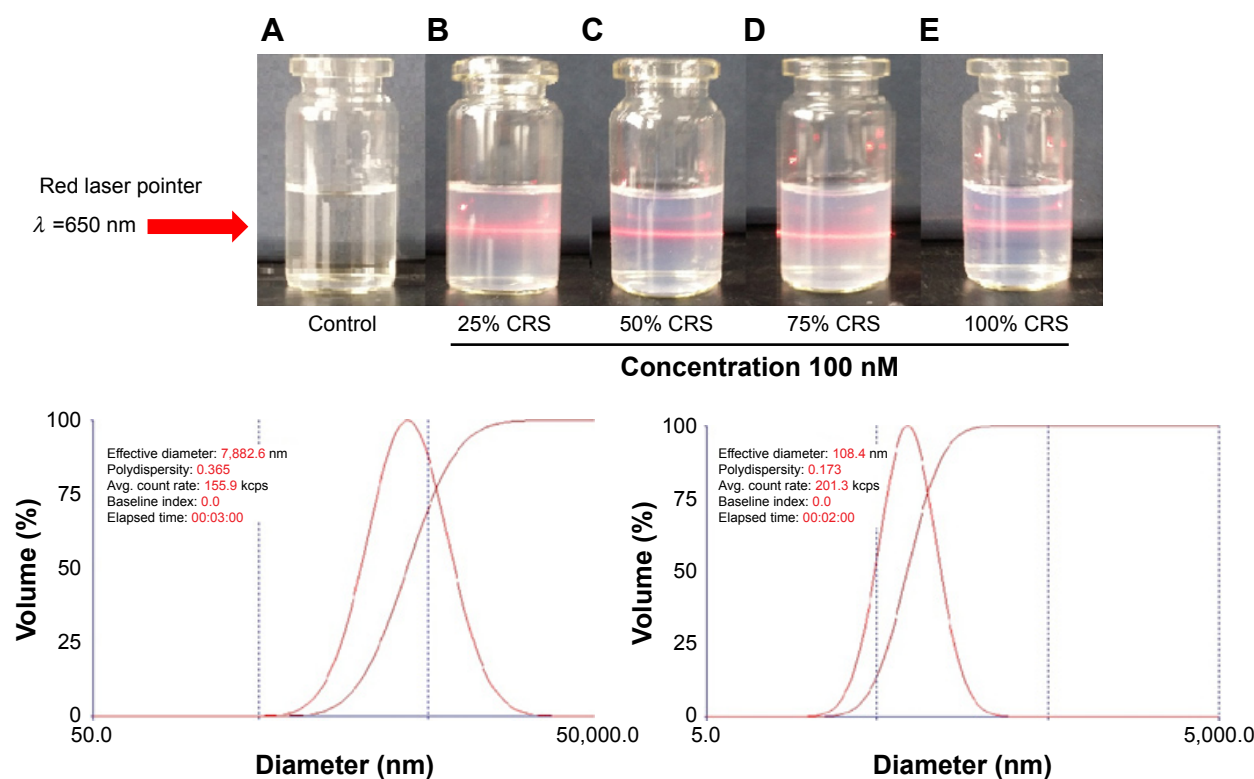 A B C D E
Red laser pointer
λ =650 nm
Control 25% CRS 50% CRS 75% CRS 100% CRS
Concentration 100 nM
Volume (%)
100
75
50
25
0
Effective diameter: 7,882.6 nm
Polydispersity: 0.365
Avg. count rate: 155.9 kcps
Baseline index: 0.0
Elapsed time: 00:03:00
50.0 50,000.0
Diameter (nm)
Volume (%)
100
75
50
25
0
Effective diameter: 108.4 nm
Polydispersity: 0.173
Avg. count rate: 201.3 kcps
Baseline index: 0.0
Elapsed time: 00:02:00
5.0 5,000.0
Diameter (nm)